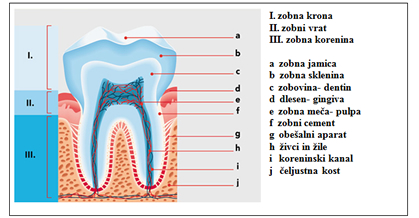 I.
II.
III.
a
b
c
d
e
f
g
h
i
j
I. zobna krona
II. zobni vrat
III. zobna korenina
a zobna jamica
b zobna sklenina
c zobovina- dentin
d dlesen- gingiva
e zobna meča- pulpa
f zobni cement
g obešalni aparat
h živci in žile
i koreninski kanal
j čeljustna kost